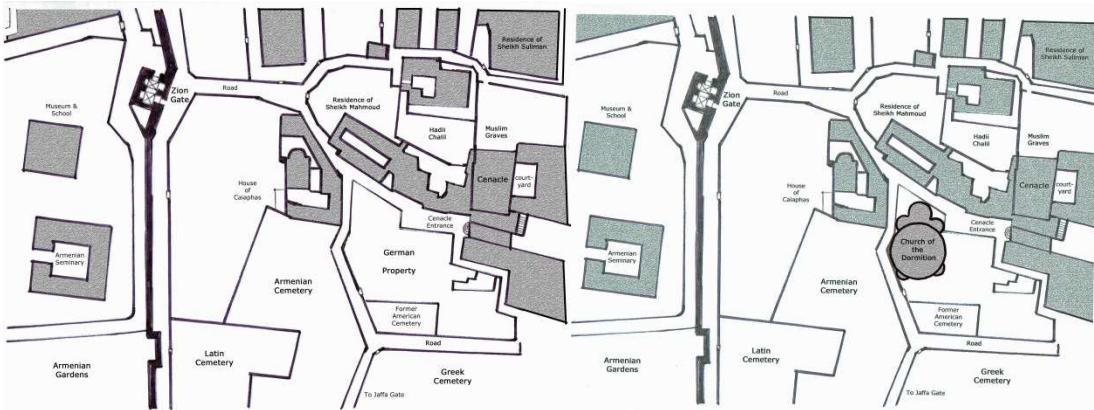 Residence of
Sheikh Suliman
Zion
Gate
Museum &
School
Road
Residence of
Sheikh Mahmoud
Hadii
Chalil
Muslim
Graves
Cenacle
court-
yard
House
of
Caiaphas
Cenacle
Entrance
Armenian
Seminary
German
Property
Armenian
Cemetery
Former
American
Cemetery
Latin
Cemetery
Road
Armenian
Gardens
Greek
Cemetery
To Jaffa Gate
Residence of
Sheikh Suliman
Zion
Gate
Museum &
School
Road
Residence of
Sheikh Mahmoud
Hadii
Chalil
Muslim
Graves
Cenacle
court-
yard
House
of
Caiaphas
Cenacle
Entrance
Church of
the
Dormition
Armenian
Seminary
Armenian
Cemetery
Former
American
Cemetery
Latin
Cemetery
Road
Armenian
Gardens
Greek
Cemetery
To Jaffa Gate